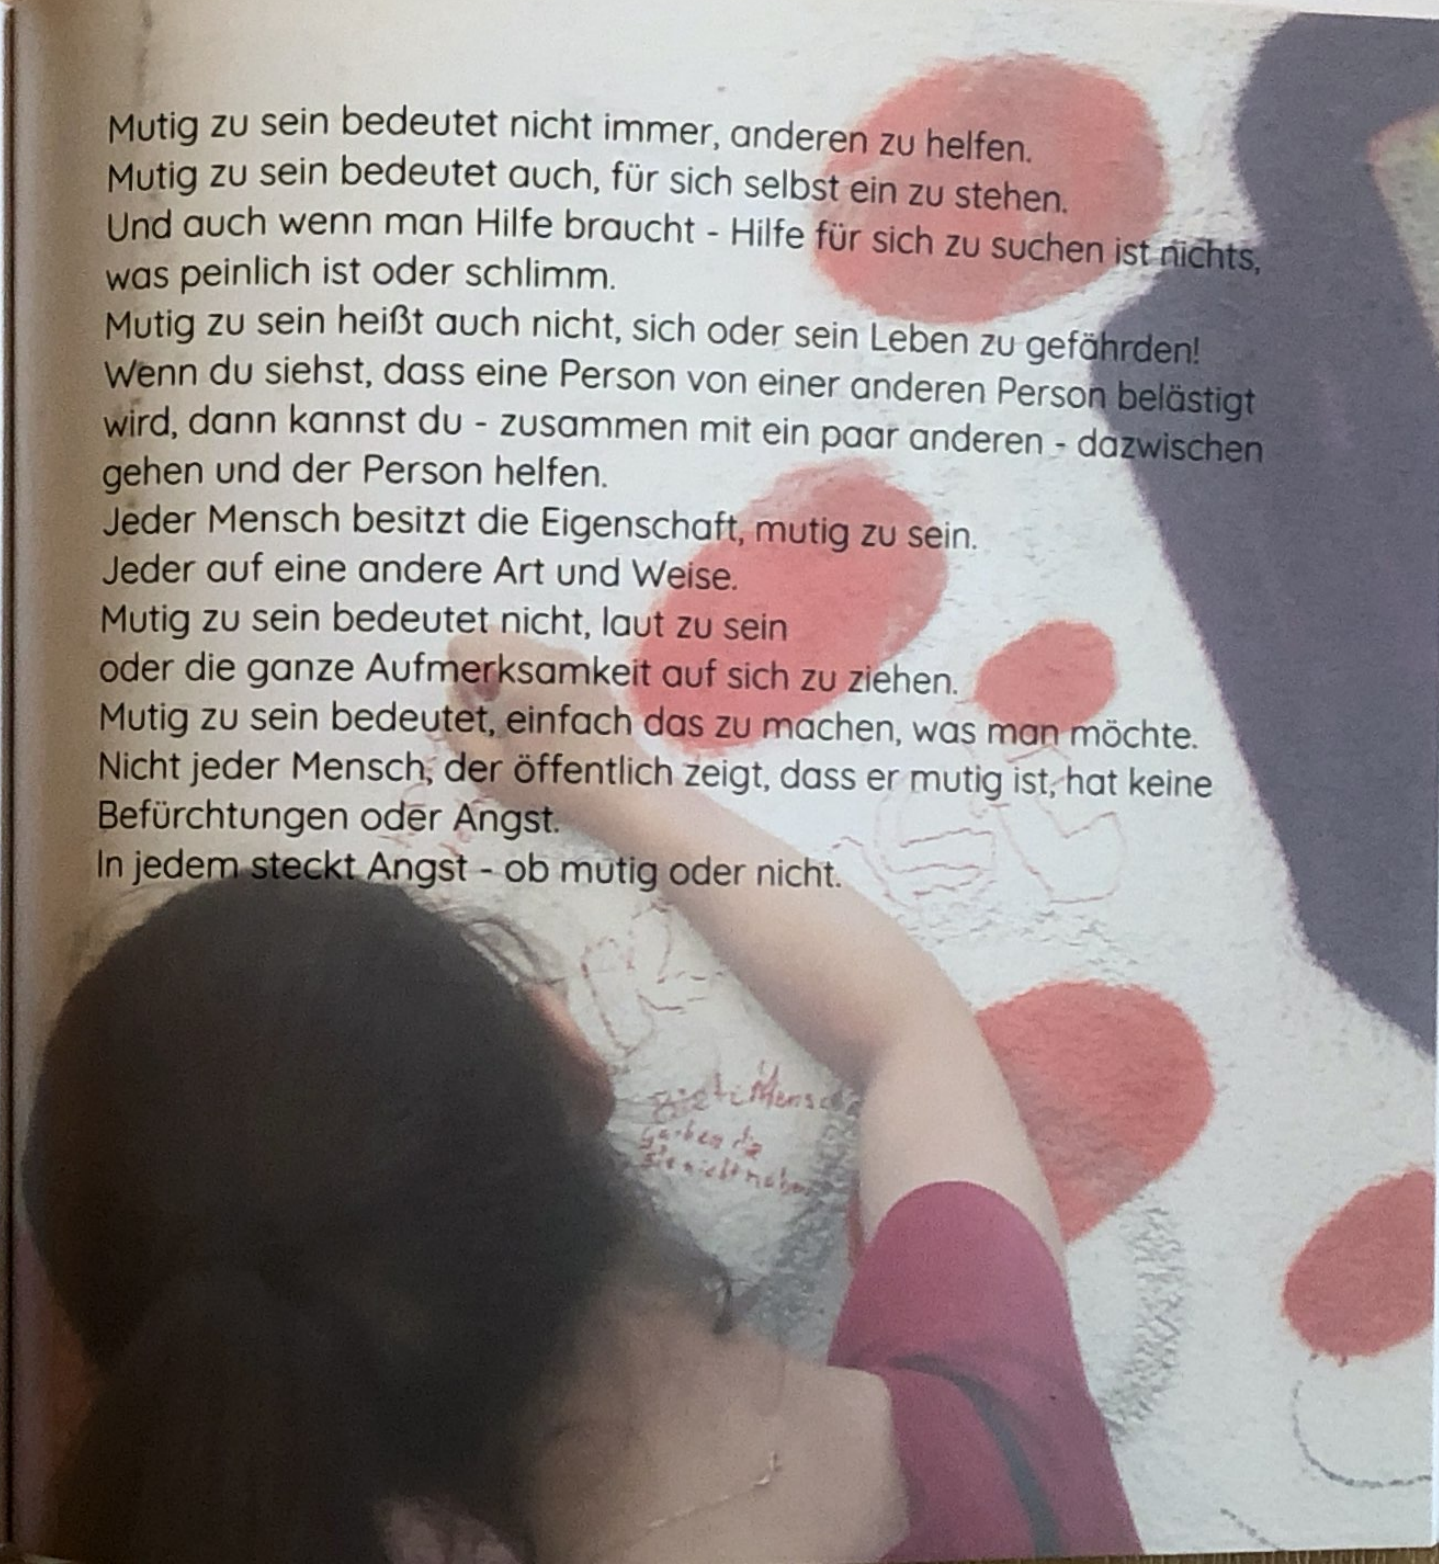 Mutig zu sein bedeutet nicht immer, anderen zu helfen.
Mutig zu sein bedeutet auch, für sich selbst ein zu stehen.
Und auch wenn man Hilfe braucht - Hilfe für sich zu suchen ist nichts,
was peinlich ist oder schlimm.
Mutig zu sein heißt auch nicht, sich oder sein Leben zu gefährden!
Wenn du siehst, dass eine Person von einer anderen Person belästigt
wird, dann kannst du - zusammen mit ein paar anderen - dazwischen
gehen und der Person helfen.
Jeder Mensch besitzt die Eigenschaft, mutig zu sein.
Jeder auf eine andere Art und Weise.
Mutig zu sein bedeutet nicht, laut zu sein
oder die ganze Aufmerksamkeit auf sich zu ziehen.
Mutig zu sein bedeutet, einfach das zu machen, was man möchte.
Nicht jeder Mensch, der öffentlich zeigt, dass er mutig ist, hat keine
Befürchtungen oder Angst.
In jedem steckt Angst - ob mutig oder nicht.